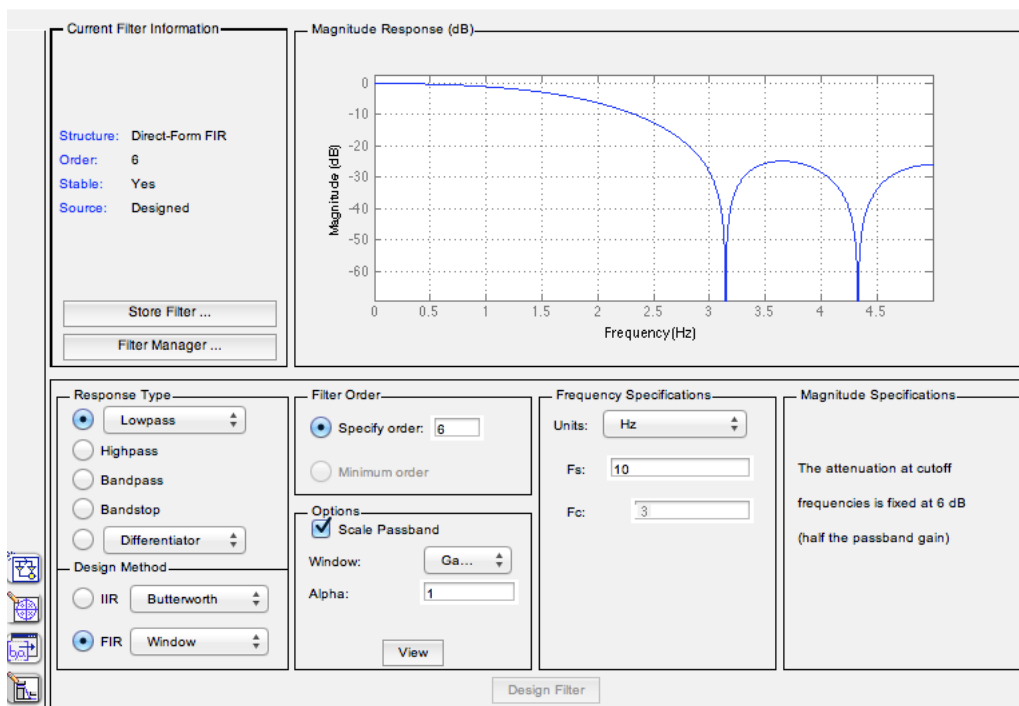 Current Filter Information
Structure: Direct-Form FIR
Order: 6
Stable: Yes
Source: Designed
Store Filter ...
Filter Manager ...
Magnitude Response (dB)
0
-10
-20
-30
-40
-50
-60
Magnitude (dB)
0 0.5 1 1.5 2 2.5 3 3.5 4 4.5
Frequency(Hz)
Response Type
Lowpass
Highpass
Bandpass
Bandstop
Differentiator
Design Method
IIR Butterworth
FIR Window
Filter Order
Specify order: 6
Minimum order
Options
Scale Passband
Window: Ga...
Alpha: 1
View
Frequency Specifications
Units: Hz
Fs: 10
Fc: 3
Magnitude Specifications
The attenuation at cutoff
frequencies is fixed at 6 dB
(half the passband gain)
Design Filter